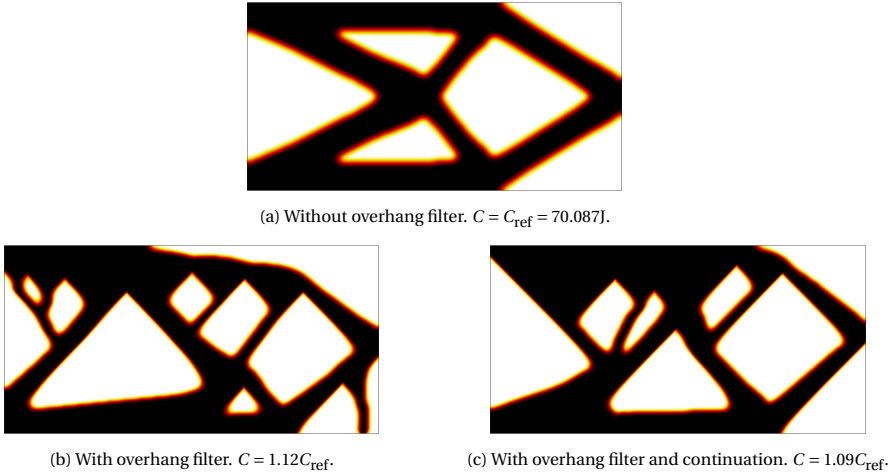 (a) Without overhang filter. C = C_ref = 70.087J.
(b) With overhang filter. C = 1.12C_ref.
(c) With overhang filter and continuation. C = 1.09C_ref.